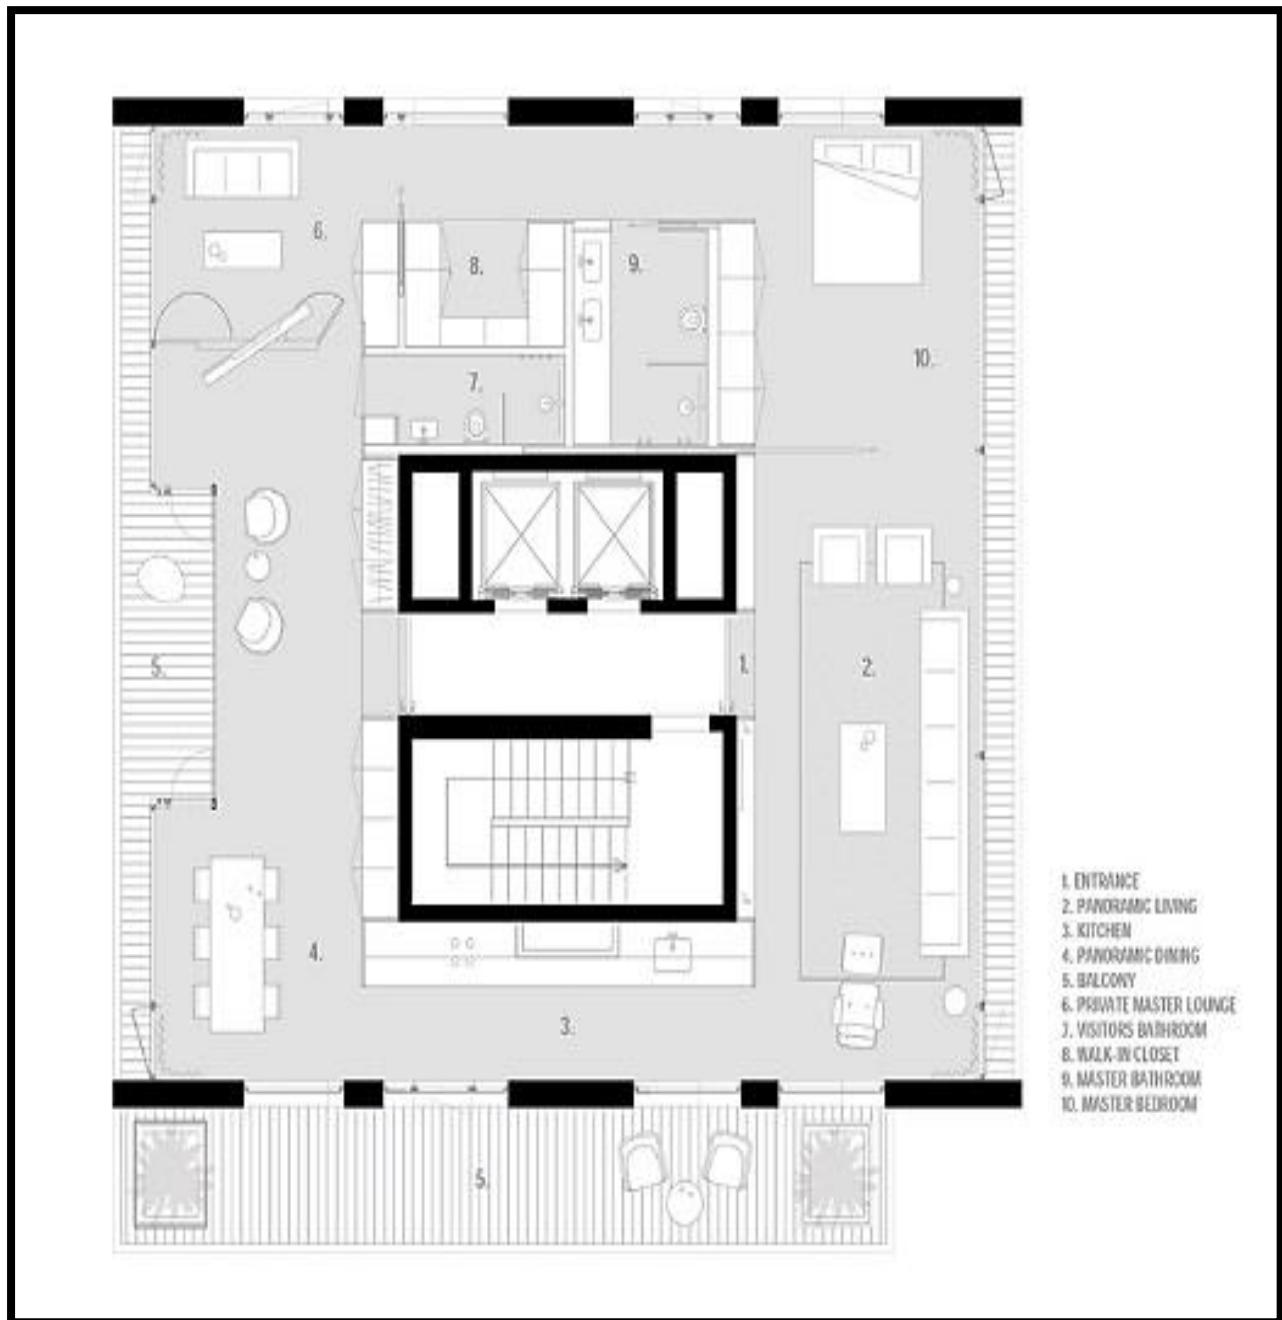 6.
8.
9.
7.
10.
5.
1.
2.
4.
3.
5.
1. ENTRANCE
2. PANORAMIC LIVING
3. KITCHEN
4. PANORAMIC DINING
5. BALCONY
6. PRIVATE MASTER LOUNGE
7. VISITORS BATHROOM
8. WALK-IN CLOSET
9. MASTER BATHROOM
10. MASTER BEDROOM